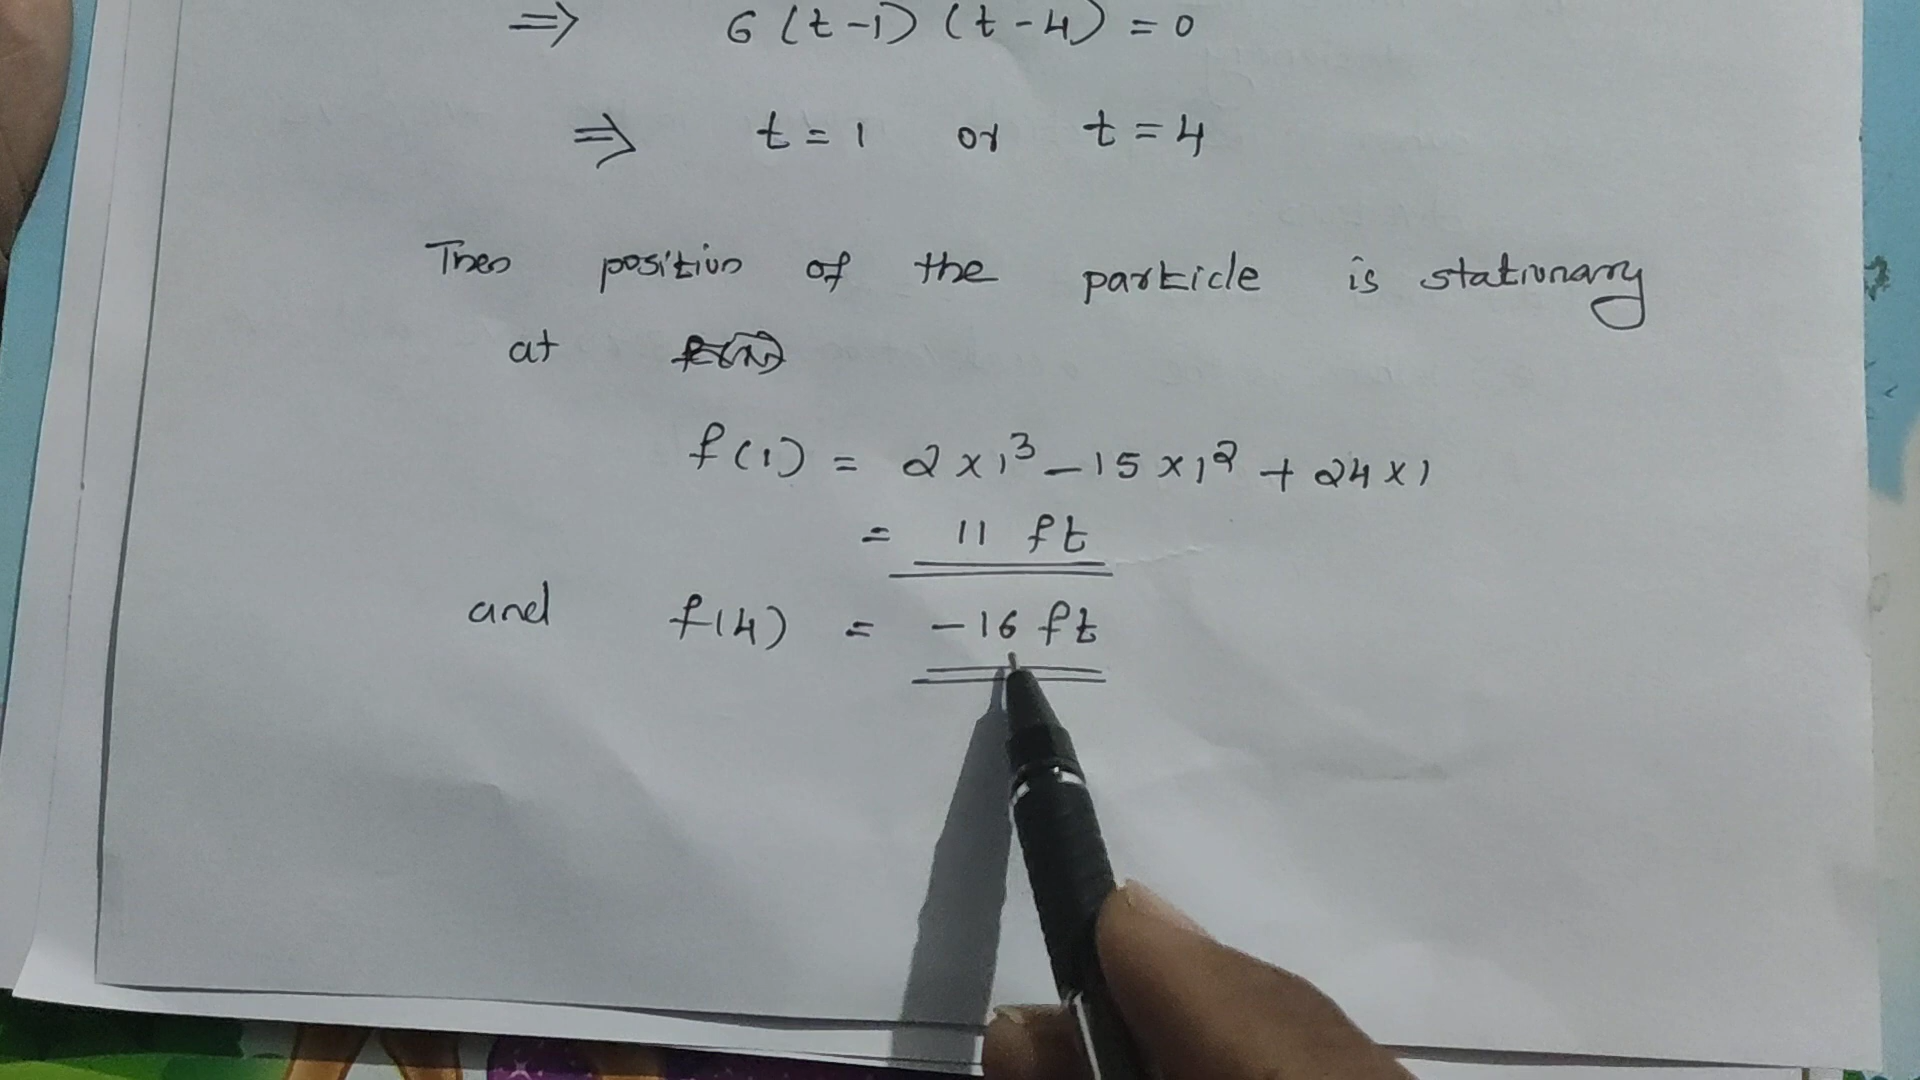 ⇒ 6 (t-1) (t-4) = 0
⇒ t = 1 or t = 4
Then position of the particle is stationary
at
f(1) = 2×1³ - 15×1² + 24×1
= 11 ft
and f(4) = -16 ft